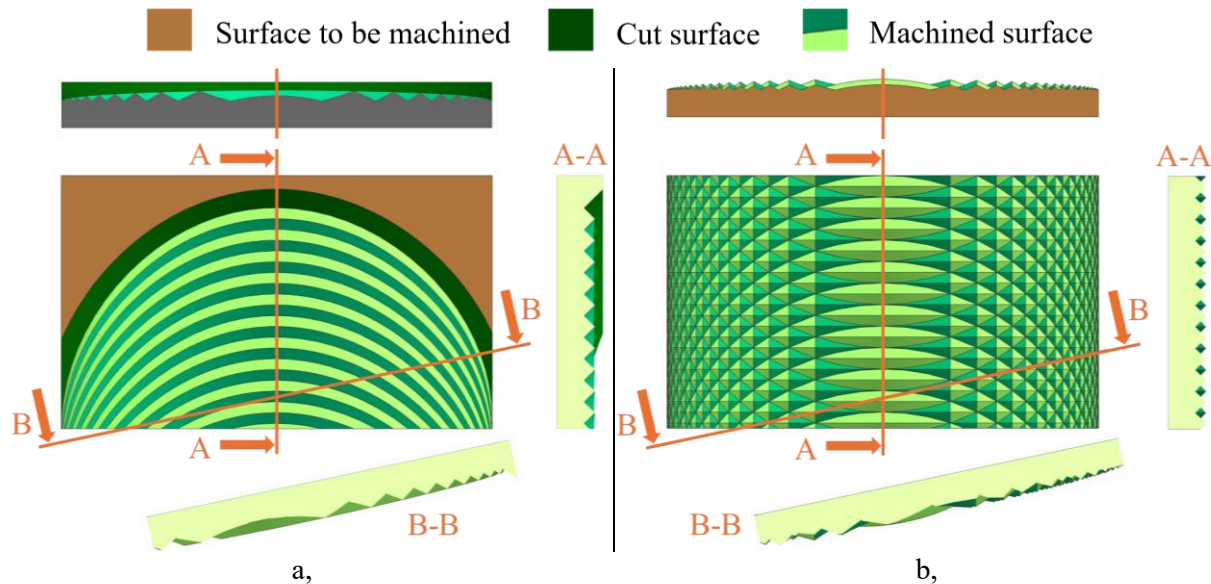 Surface to be machined Cut surface Machined surface
A A-A A A-A
B B
B B
A A
B-B B-B
a, b,